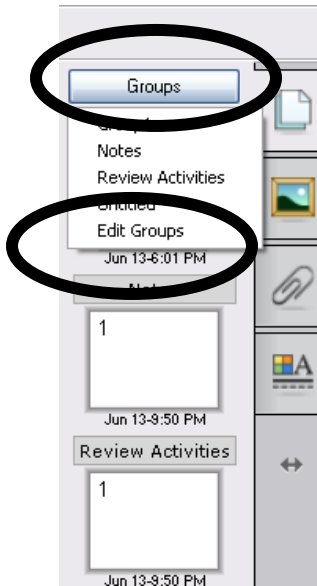 Groups
Notes
Review Activities
Untitled
Edit Groups
Jun 13-6:01 PM
1
Jun 13-9:50 PM
Review Activities
1
Jun 13-9:50 PM
A